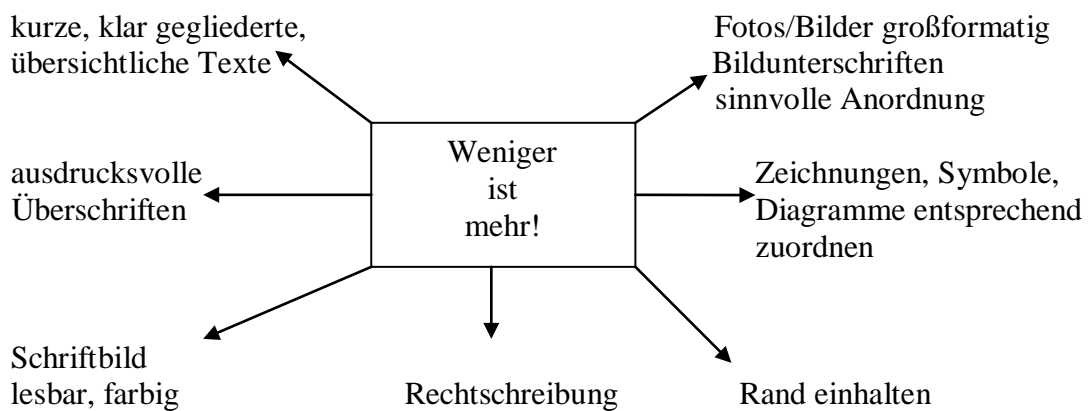 kurze, klar gegliederte,
übersichtliche Texte
Fotos/Bilder großformatig
Bildunterschriften
sinnvolle Anordnung
Weniger
ist
mehr!
ausdrucksvolle
Überschriften
Zeichnungen, Symbole,
Diagramme entsprechend
zuordnen
Schriftbild
lesbar, farbig
Rechtschreibung
Rand einhalten